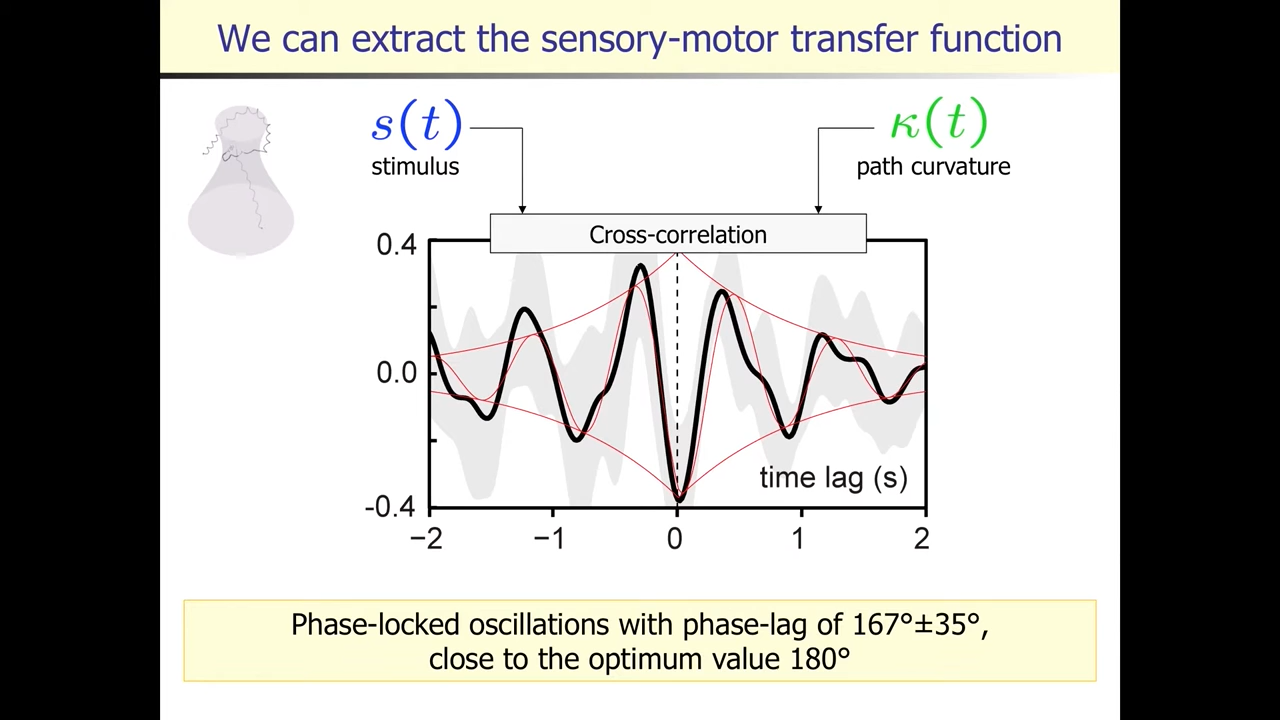 We can extract the sensory-motor transfer function
s(t)
stimulus
κ(t)
path curvature
Cross-correlation
0.4
0.0
-0.4
time lag (s)
−2 −1 0 1 2
Phase-locked oscillations with phase-lag of 167°±35°,
close to the optimum value 180°